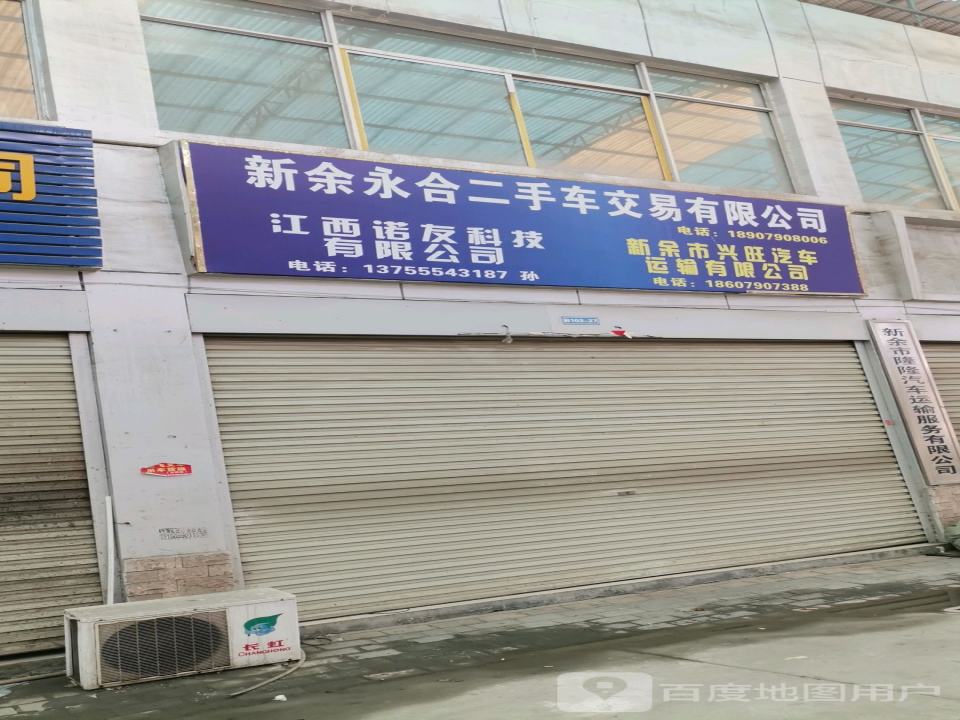 司
新余永合二手车交易有限公司
电话：18907908006
江西诺友科技
有限公司
电话：13755543187 孙
新余市兴旺汽车
运输有限公司
电话：18607907388
新余市隆隆汽车运输服务有限公司
长虹
CHANGHONG
百度地图用户